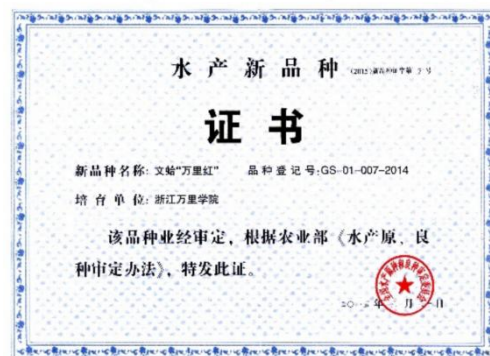 水产新品种
证书
新品种名称：文蛤“万里红” 品种登记号：GS-01-007-2014
培育单位：浙江万里学院
该品种业经审定，根据农业部《水产原、良
种审定办法》，特发此证。